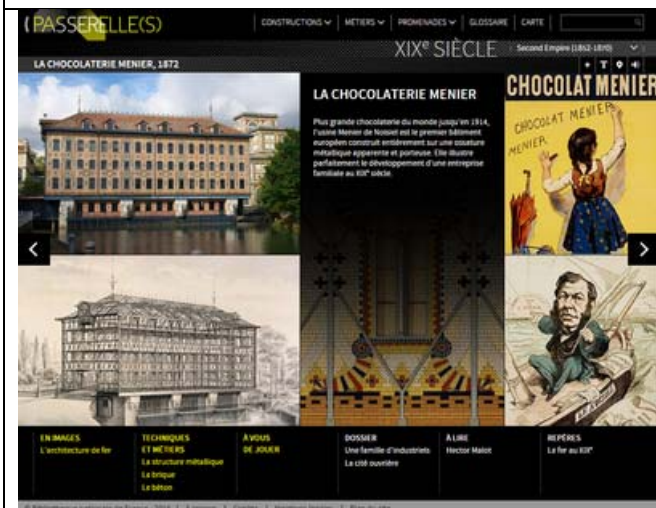 (PASSERELLE(S)
CONSTRUCTIONS
MÉTIERS
PROMENADES
GLOSSAIRE
CARTE
XIXe SIÈCLE
Second Empire (1852-1870)
LA CHOCOLATERIE MENIER, 1872
LA CHOCOLATERIE MENIER
Plus grande chocolaterie du monde jusqu'en 1914,
l'usine Menier de Noisiel est le premier bâtiment
européen construit entièrement sur une ossature
métallique apparente et porteuse. Elle illustre
parfaitement le développement d'une entreprise
familiale au XIXe siècle.
CHOCOLAT MENIER
CHOCOLAT MENIER
MENIER
EN IMAGES
L'architecture de fer
TECHNIQUES
ET MÉTIERS
La structure métallique
La brique
Le béton
À VOUS
DE JOUER
DOSSIER
Une famille d'industriels
La cité ouvrière
À LIRE
Hector Malot
REPÈRES
Le fer au XIXe